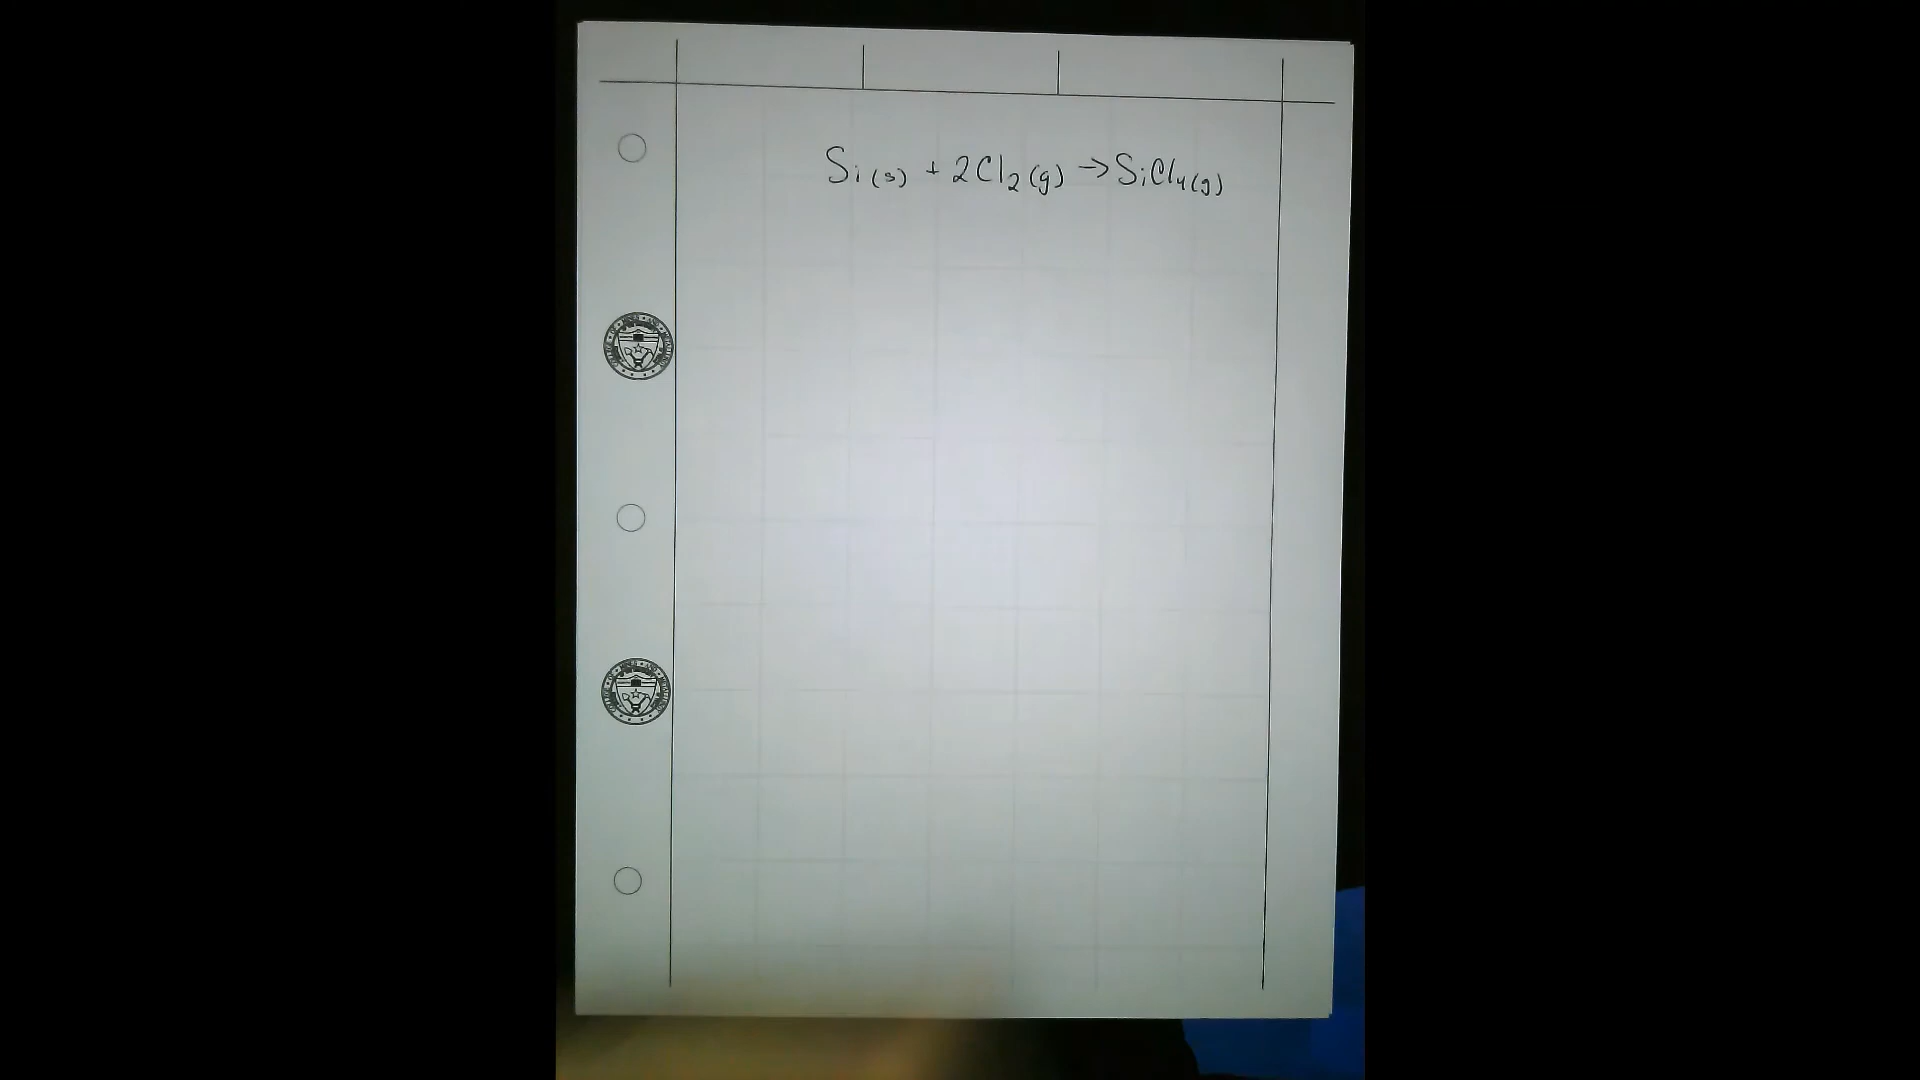 Si(s) + 2Cl₂(g) → SiCl₄(g)